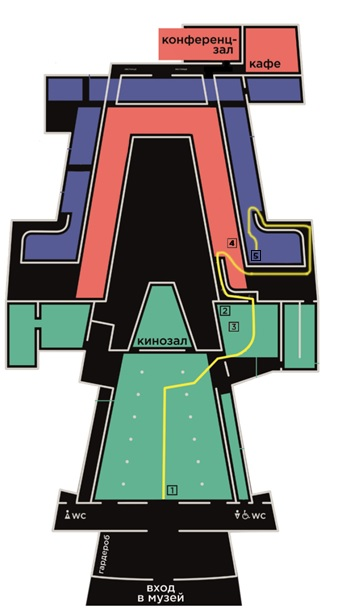 конференц-
зал
кафе
4
5
2
3
кинозал
1
WC
WC
гардероб
вход
в музей